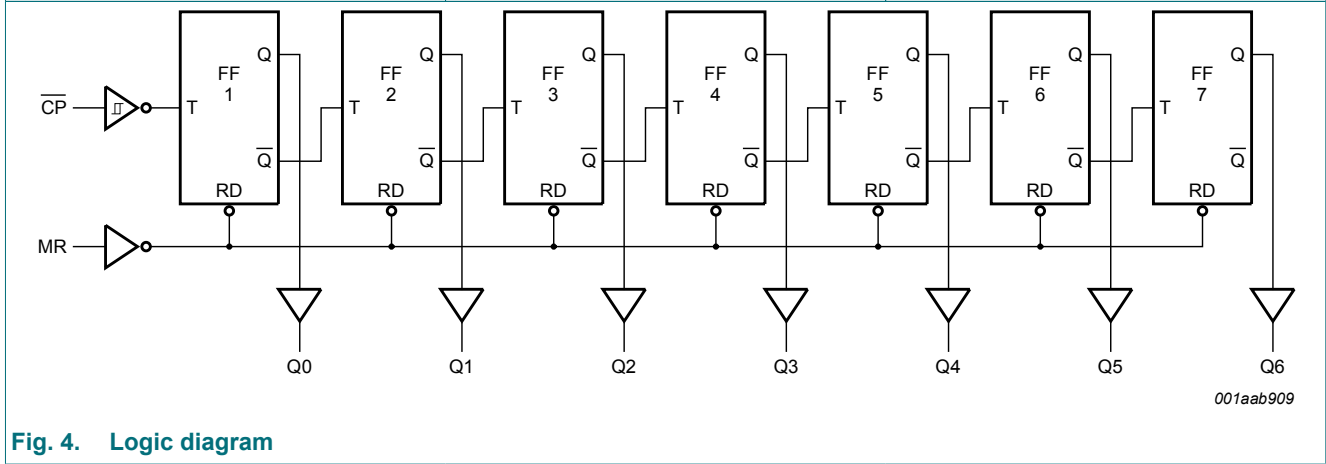 Q Q Q Q Q Q Q
FF FF FF FF FF FF FF
1 2 3 4 5 6 7
C̅P̅ T T T T T T T
Q̅ Q̅ Q̅ Q̅ Q̅ Q̅ Q̅
RD RD RD RD RD RD RD
MR
Q0 Q1 Q2 Q3 Q4 Q5 Q6
001aab909
Fig. 4. Logic diagram